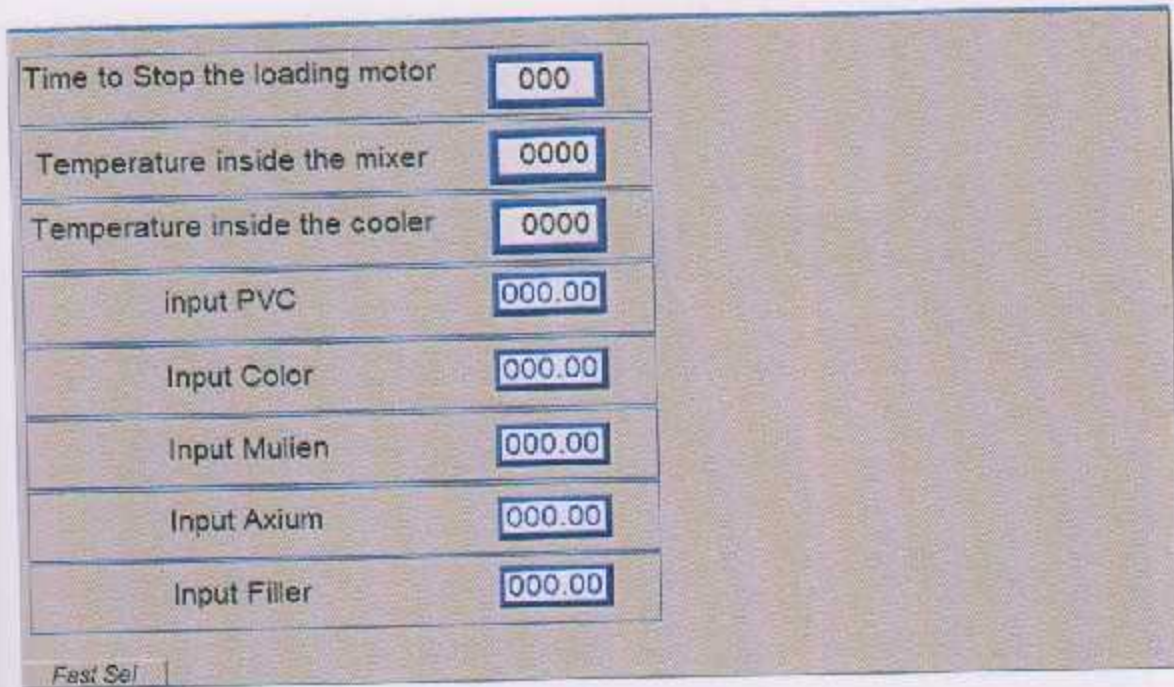 Time to Stop the loading motor 000
Temperature inside the mixer 0000
Temperature inside the cooler 0000
input PVC 000.00
Input Color 000.00
Input Mulien 000.00
Input Axium 000.00
Input Filler 000.00
Fast Sel